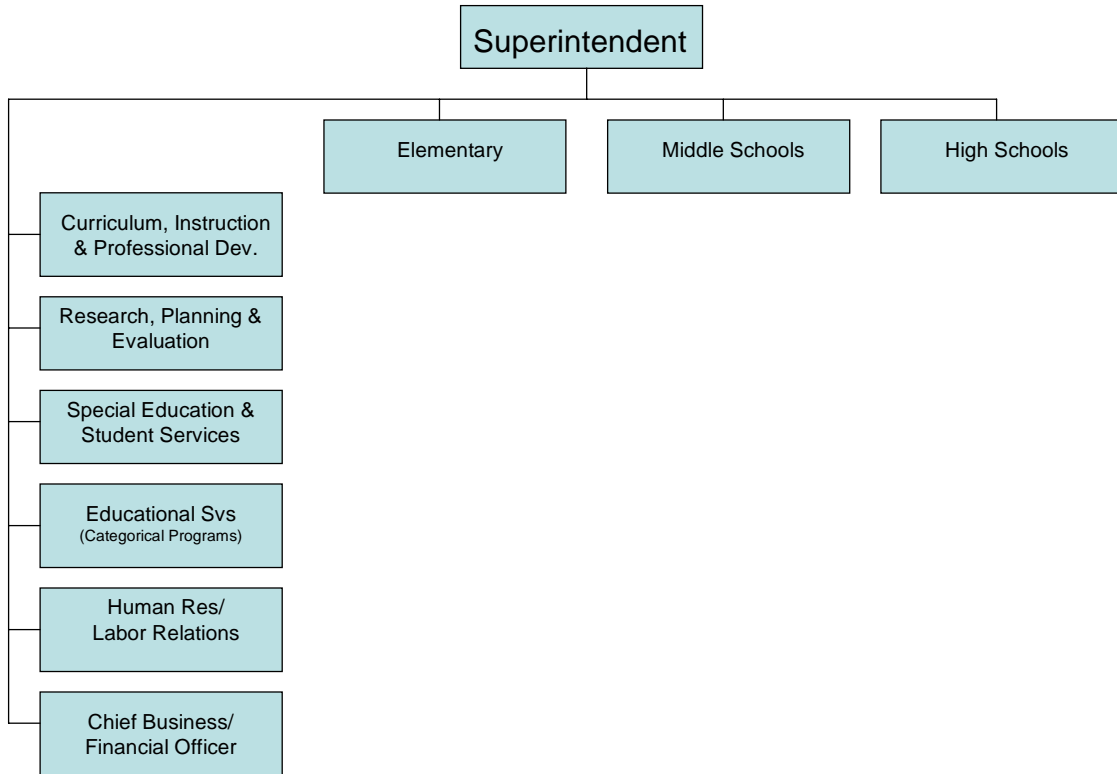 Superintendent
Elementary
Middle Schools
High Schools
Curriculum, Instruction
& Professional Dev.
Research, Planning &
Evaluation
Special Education &
Student Services
Educational Svs
(Categorical Programs)
Human Res/
Labor Relations
Chief Business/
Financial Officer